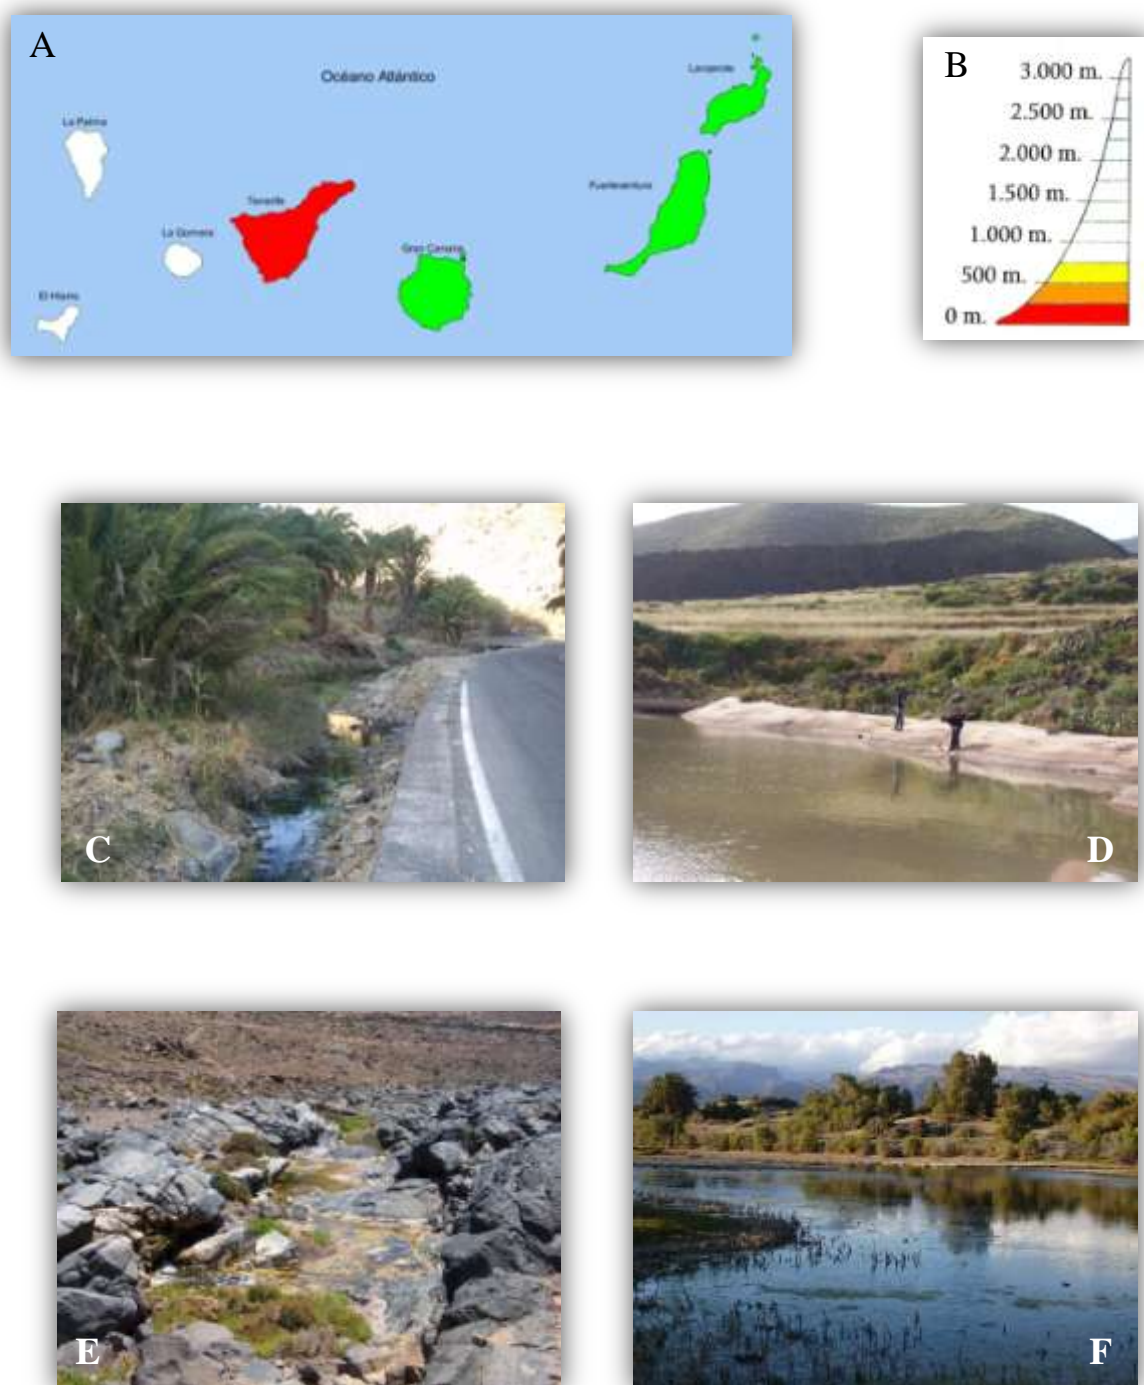 A
Océano Atlántico
Lanzarote
La Palma
Fuerteventura
Tenerife
La Gomera
Gran Canaria
El Hierro
B
3.000 m.
2.500 m.
2.000 m.
1.500 m.
1.000 m.
500 m.
0 m.
C
D
E
F